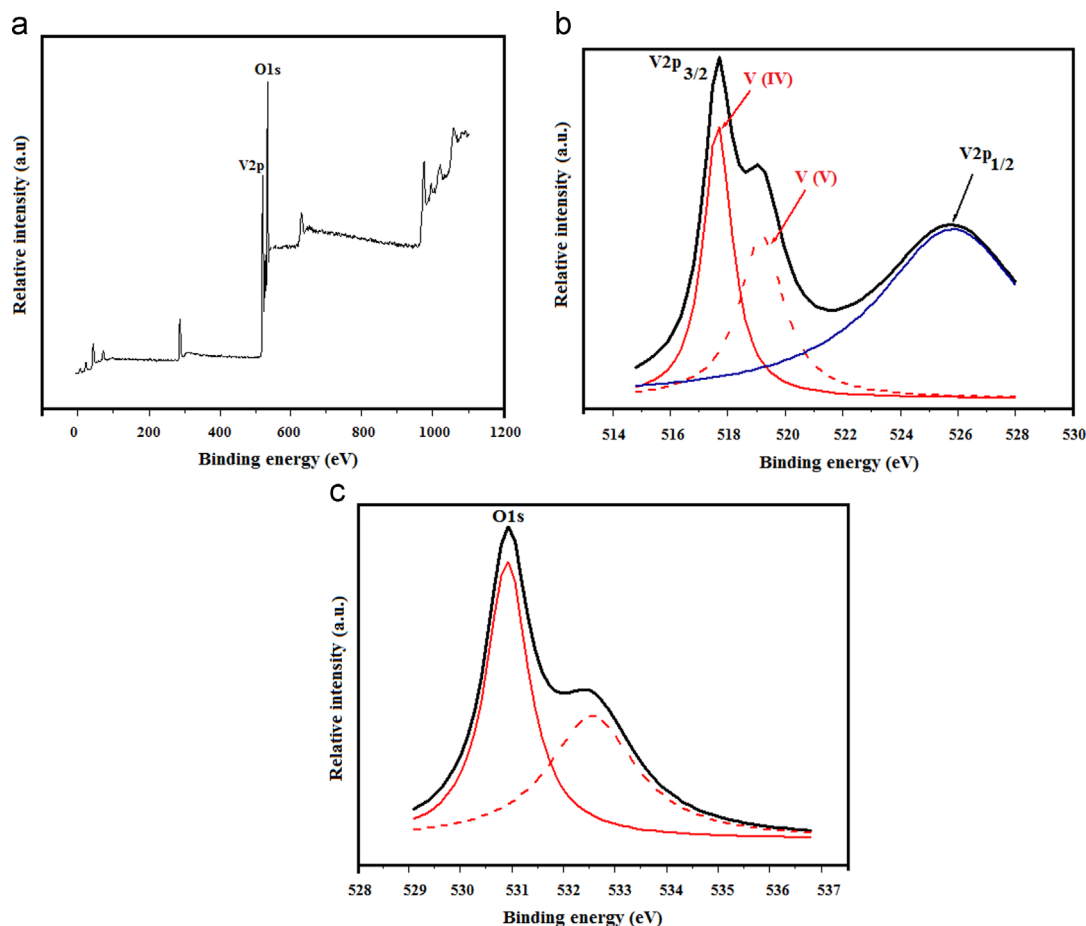 a
O1s
V2p
Relative intensity (a.u)
0 200 400 600 800 1000 1200
Binding energy (eV)
b
V2p3/2
V (IV)
V (V)
V2p1/2
Relative intensity (a.u.)
514 516 518 520 522 524 526 528 530
Binding energy (eV)
c
O1s
Relative intensity (a.u.)
528 529 530 531 532 533 534 535 536 537
Binding energy (eV)